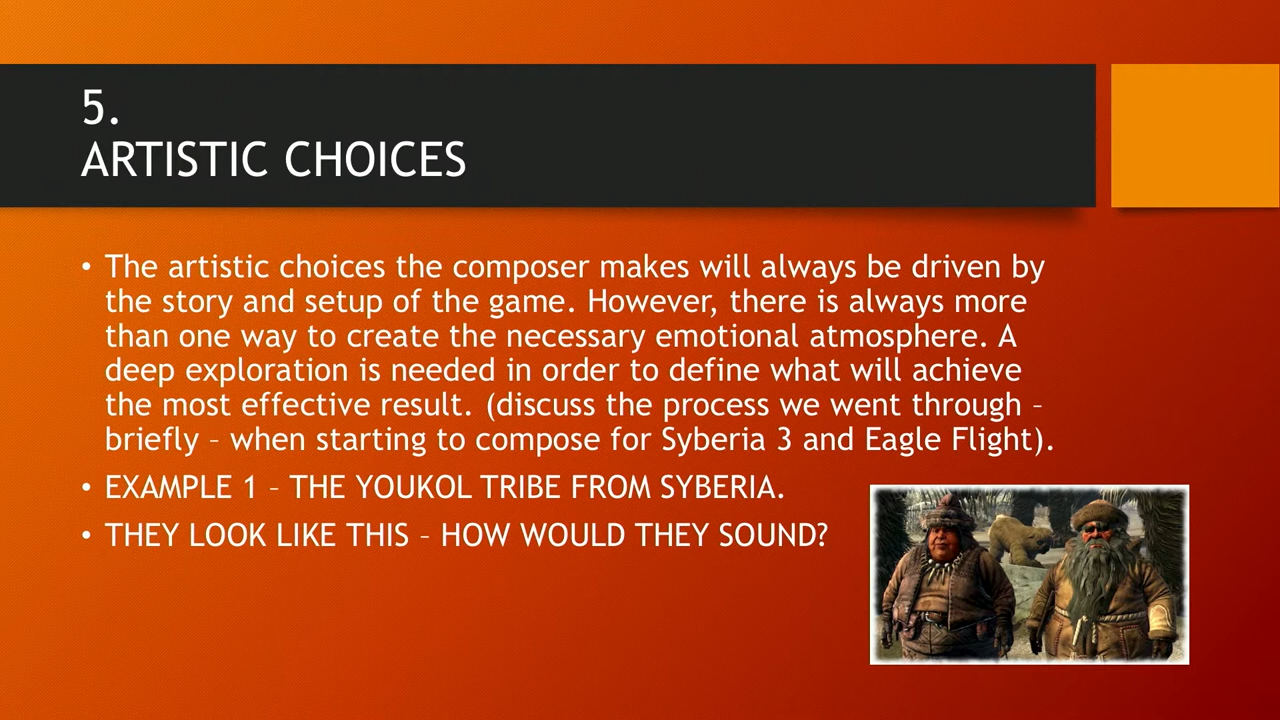 5.
ARTISTIC CHOICES
• The artistic choices the composer makes will always be driven by
the story and setup of the game. However, there is always more
than one way to create the necessary emotional atmosphere. A
deep exploration is needed in order to define what will achieve
the most effective result. (discuss the process we went through –
briefly – when starting to compose for Syberia 3 and Eagle Flight).
• EXAMPLE 1 – THE YOUKOL TRIBE FROM SYBERIA.
• THEY LOOK LIKE THIS – HOW WOULD THEY SOUND?